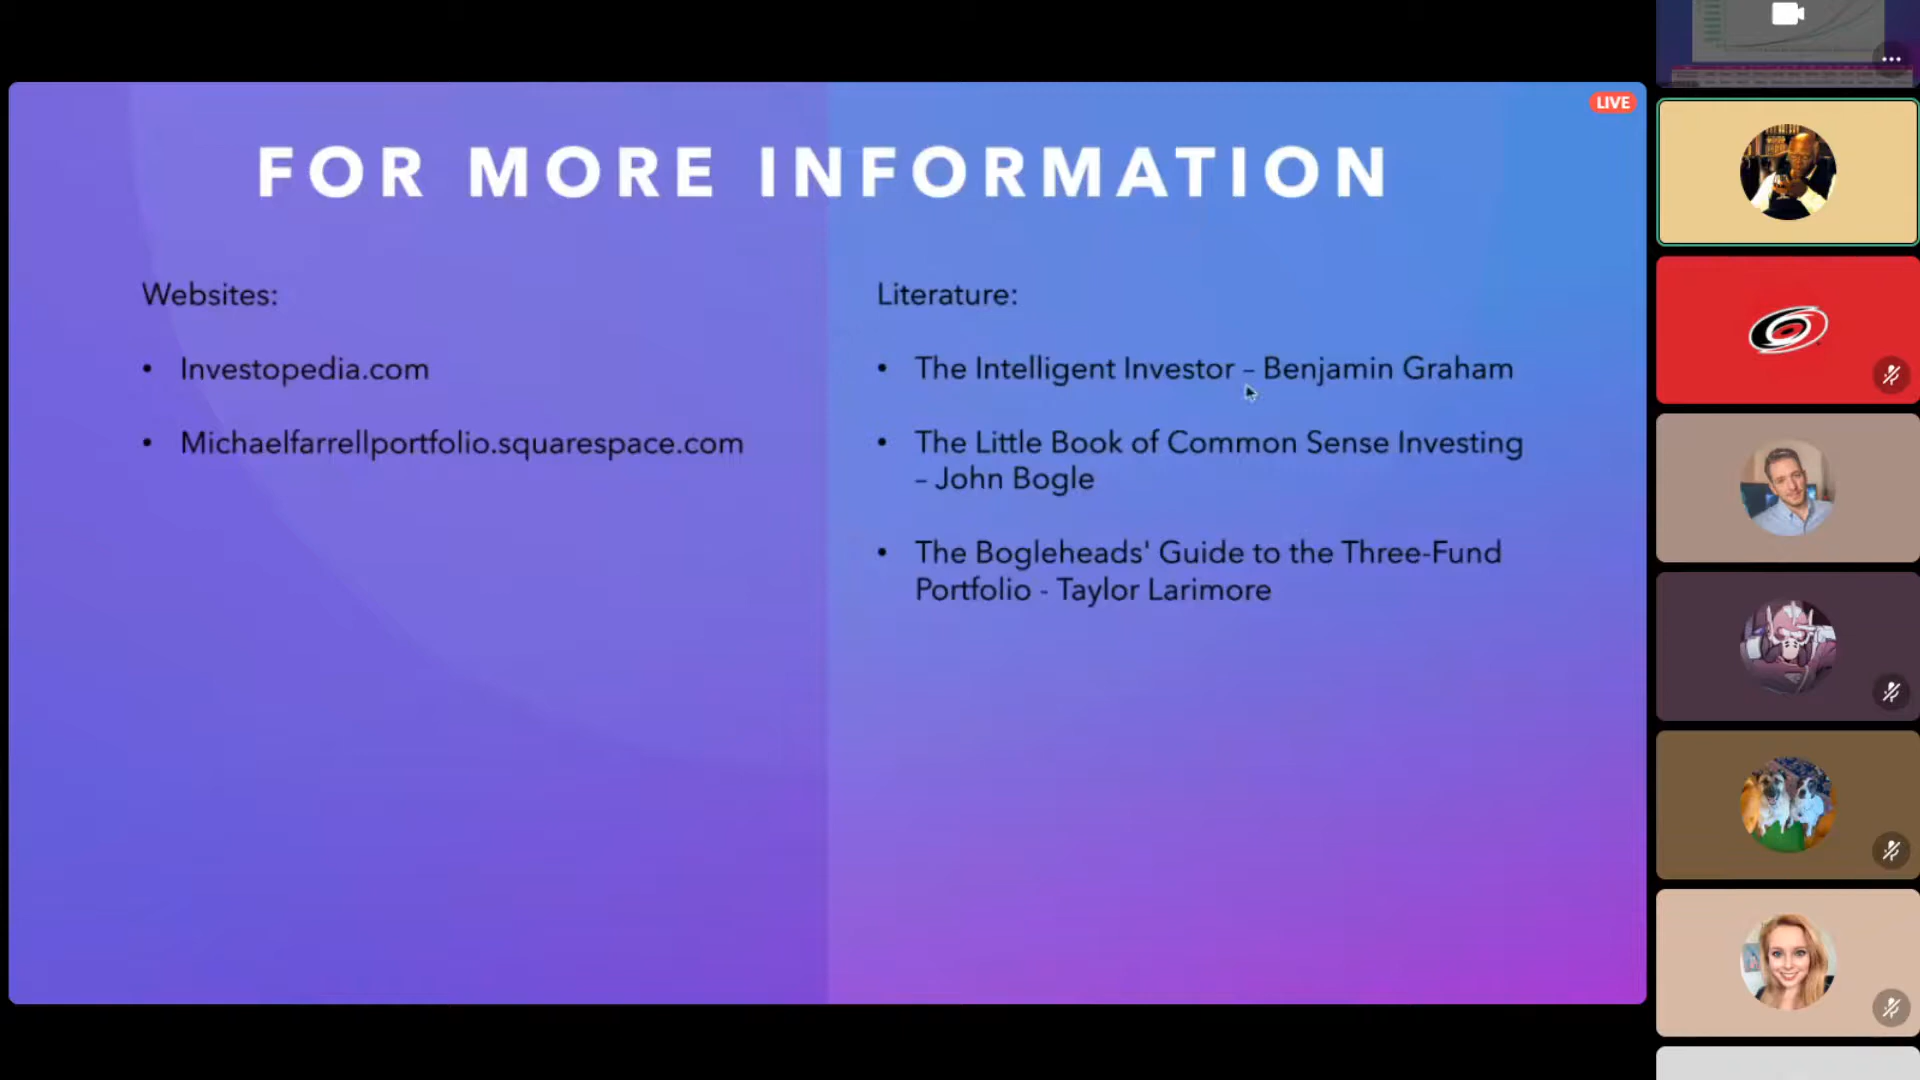 LIVE
FOR MORE INFORMATION
Websites:
• Investopedia.com
• Michaelfarrellportfolio.squarespace.com
Literature:
• The Intelligent Investor – Benjamin Graham
• The Little Book of Common Sense Investing
– John Bogle
• The Bogleheads' Guide to the Three-Fund
Portfolio - Taylor Larimore